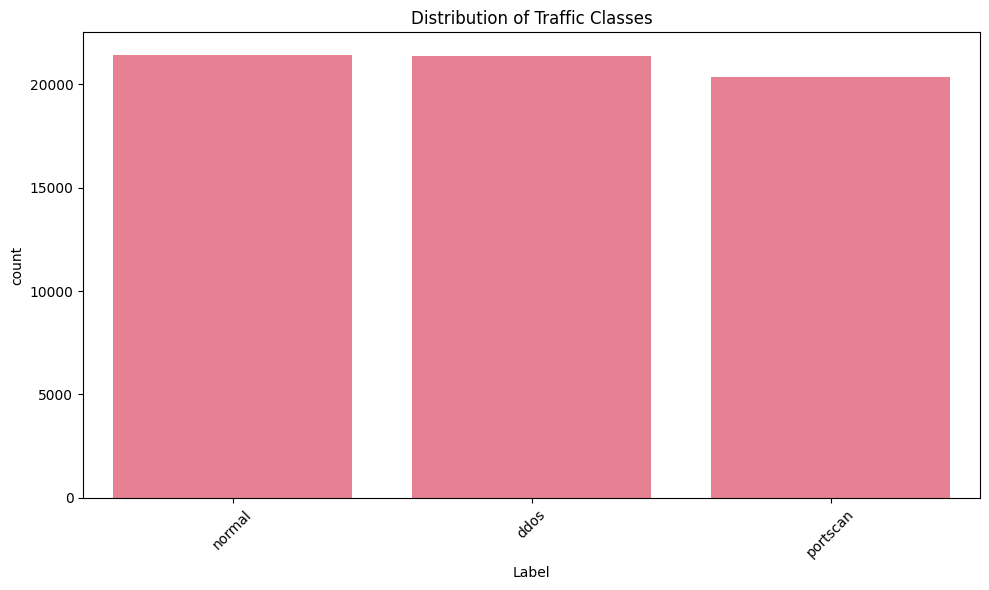 Distribution of Traffic Classes
count
20000
15000
10000
5000
0
normal
ddos
portscan
Label